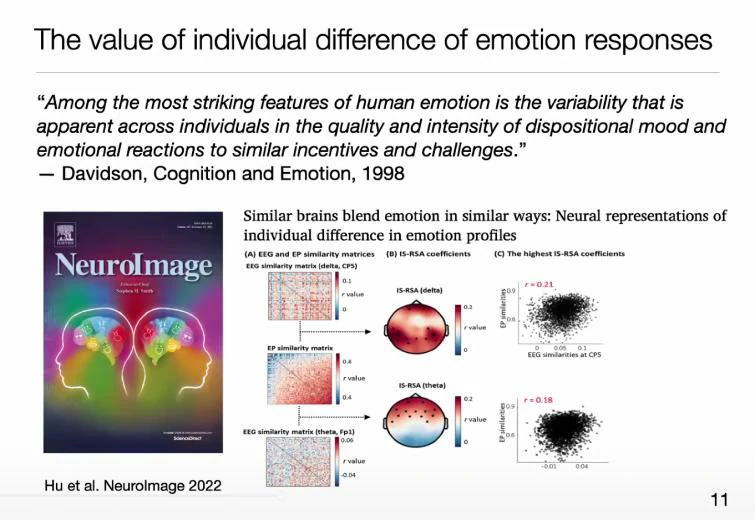 The value of individual difference of emotion responses
“Among the most striking features of human emotion is the variability that is
apparent across individuals in the quality and intensity of dispositional mood and
emotional reactions to similar incentives and challenges.”
— Davidson, Cognition and Emotion, 1998
NeuroImage
Editor-in-Chief
Stephen M. Smith
ScienceDirect
Similar brains blend emotion in similar ways: Neural representations of
individual difference in emotion profiles
(A) EEG and EP similarity matrices
EEG similarity matrix (delta, CP5)
0.1
r value
0
EP similarity matrix
0.8
r value
0.4
EEG similarity matrix (theta, Fp1)
0.06
r value
-0.04
(B) IS-RSA coefficients
IS-RSA (delta)
0.2
r value
0
IS-RSA (theta)
0.2
r value
0
(C) The highest IS-RSA coefficients
r = 0.21
EP similarities
0.9
0.6
0 0.05 0.1
EEG similarities at CP5
r = 0.18
EP similarities
0.9
0.6
-0.01 0.04
Hu et al. NeuroImage 2022
11